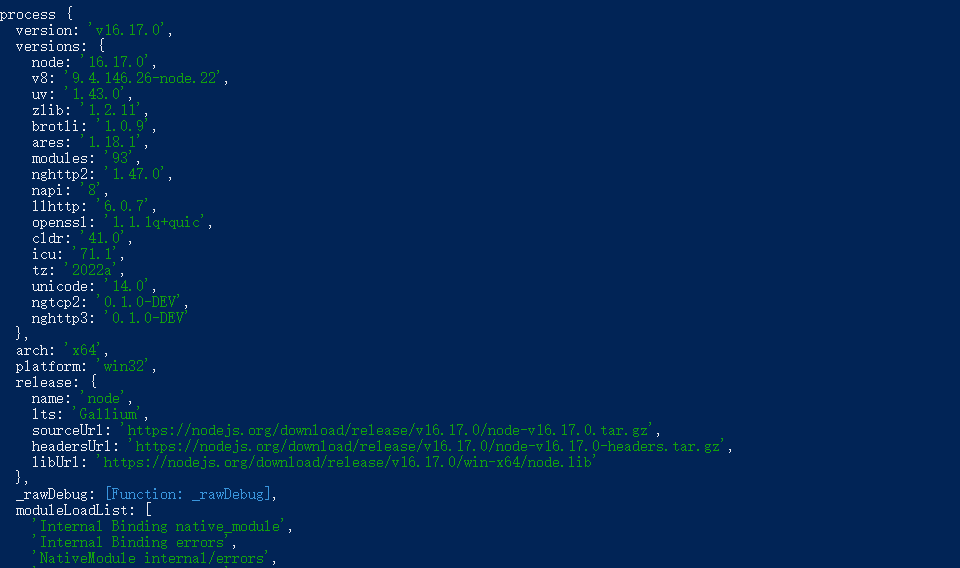 process {
  version: 'v16.17.0',
  versions: {
    node: '16.17.0',
    v8: '9.4.146.26-node.22',
    uv: '1.43.0',
    zlib: '1.2.11',
    brotli: '1.0.9',
    ares: '1.18.1',
    modules: '93',
    nghttp2: '1.47.0',
    napi: '8',
    llhttp: '6.0.7',
    openssl: '1.1.1q+quic',
    cldr: '41.0',
    icu: '71.1',
    tz: '2022a',
    unicode: '14.0',
    ngtcp2: '0.1.0-DEV',
    nghttp3: '0.1.0-DEV'
  },
  arch: 'x64',
  platform: 'win32',
  release: {
    name: 'node',
    lts: 'Gallium',
    sourceUrl: 'https://nodejs.org/download/release/v16.17.0/node-v16.17.0.tar.gz',
    headersUrl: 'https://nodejs.org/download/release/v16.17.0/node-v16.17.0-headers.tar.gz',
    libUrl: 'https://nodejs.org/download/release/v16.17.0/win-x64/node.lib'
  },
  _rawDebug: [Function: _rawDebug],
  moduleLoadList: [
    'Internal Binding native_module',
    'Internal Binding errors',
    'NativeModule internal/errors',